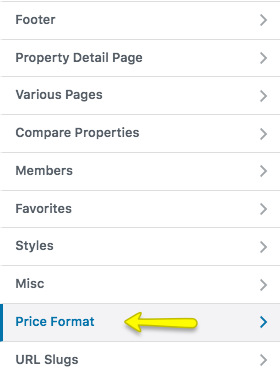 Footer
Property Detail Page
Various Pages
Compare Properties
Members
Favorites
Styles
Misc
Price Format
URL Slugs